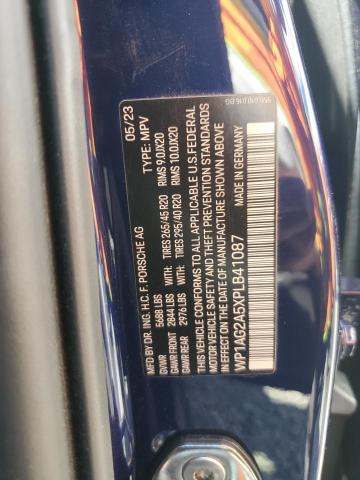 MFD BY DR. ING. H.C. F. PORSCHE AG 05/23
GVWR 5688 LBS TYPE: MPV
FRONT GAWR 2844 LBS WITH: TIRES 265/45 R20 RIMS 9.0JX20
REAR GAWR 2976 LBS WITH: TIRES 295/40 R20 RIMS 10.0JX20
THIS VEHICLE CONFORMS TO ALL APPLICABLE U.S. FEDERAL
MOTOR VEHICLE SAFETY AND THEFT PREVENTION STANDARDS
IN EFFECT ON THE DATE OF MANUFACTURE SHOWN ABOVE
WP1AG2A5XPLB41087 MADE IN GERMANY